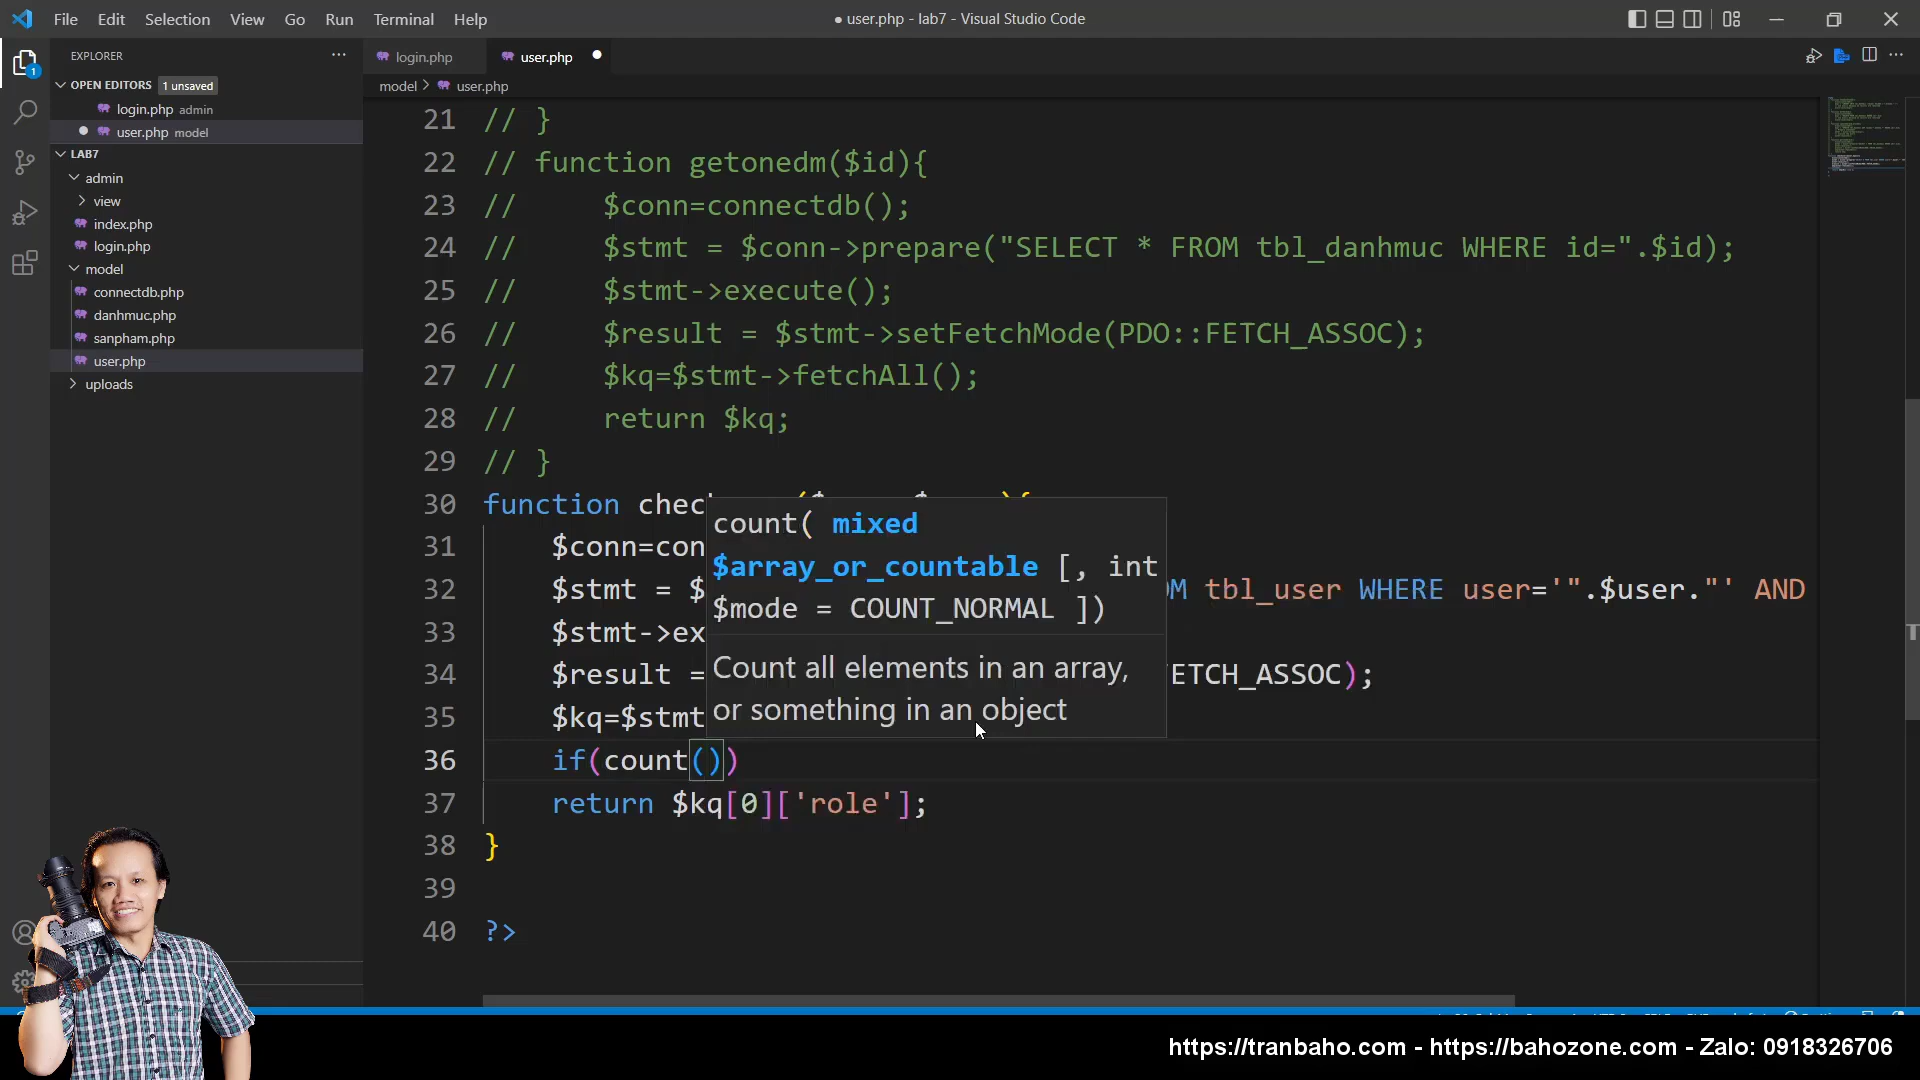 File Edit Selection View Go Run Terminal Help
● user.php - lab7 - Visual Studio Code
EXPLORER
OPEN EDITORS 1 unsaved
login.php admin
user.php model
LAB7
admin
view
index.php
login.php
model
connectdb.php
danhmuc.php
sanpham.php
user.php
uploads
1
login.php
user.php
model > user.php
21 // }
22 // function getonedm($id){
23 // $conn=connectdb();
24 // $stmt = $conn->prepare("SELECT * FROM tbl_danhmuc WHERE id=".$id);
25 // $stmt->execute();
26 // $result = $stmt->setFetchMode(PDO::FETCH_ASSOC);
27 // $kq=$stmt->fetchAll();
28 // return $kq;
29 // }
30 function chec
31 $conn=con
32 $stmt = $ tbl_user WHERE user='".$user."' AND
33 $stmt->ex
34 $result = ETCH_ASSOC);
35 $kq=$stmt
36 if(count())
37 return $kq[0]['role'];
38 }
39
40 ?>
count( mixed
$array_or_countable [, int
$mode = COUNT_NORMAL ])
Count all elements in an array,
or something in an object
https://tranbaho.com - https://bahozone.com - Zalo: 0918326706